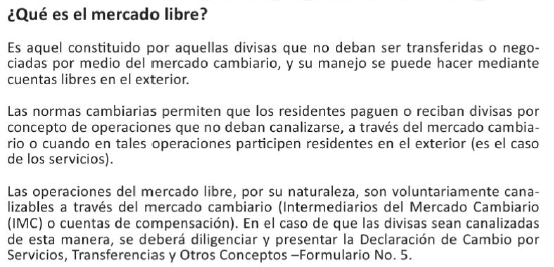 ¿Qué es el mercado libre?
Es aquel constituido por aquellas divisas que no deban ser transferidas o nego-
ciadas por medio del mercado cambiario, y su manejo se puede hacer mediante
cuentas libres en el exterior.
Las normas cambiarias permiten que los residentes paguen o reciban divisas por
concepto de operaciones que no deban canalizarse, a través del mercado cambia-
rio o cuando en tales operaciones participen residentes en el exterior (es el caso
de los servicios).
Las operaciones del mercado libre, por su naturaleza, son voluntariamente cana-
lizables a través del mercado cambiario (Intermediarios del Mercado Cambiario
(IMC) o cuentas de compensación). En el caso de que las divisas sean canalizadas
de esta manera, se deberá diligenciar y presentar la Declaración de Cambio por
Servicios, Transferencias y Otros Conceptos –Formulario No. 5.